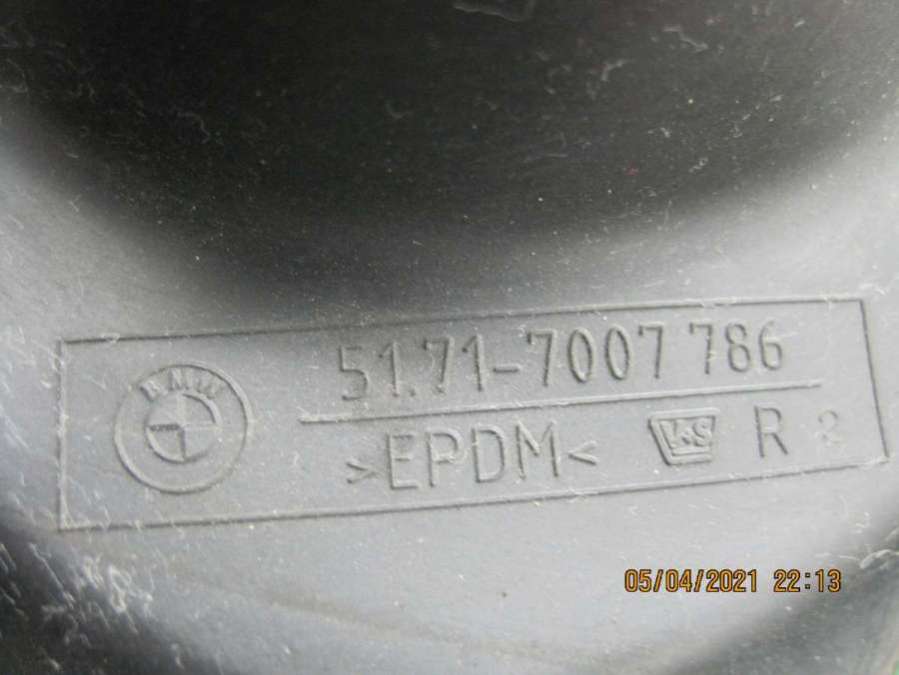 BMW
51.71-7007 786
>EPDM< V&S R 2
05/04/2021 22:13